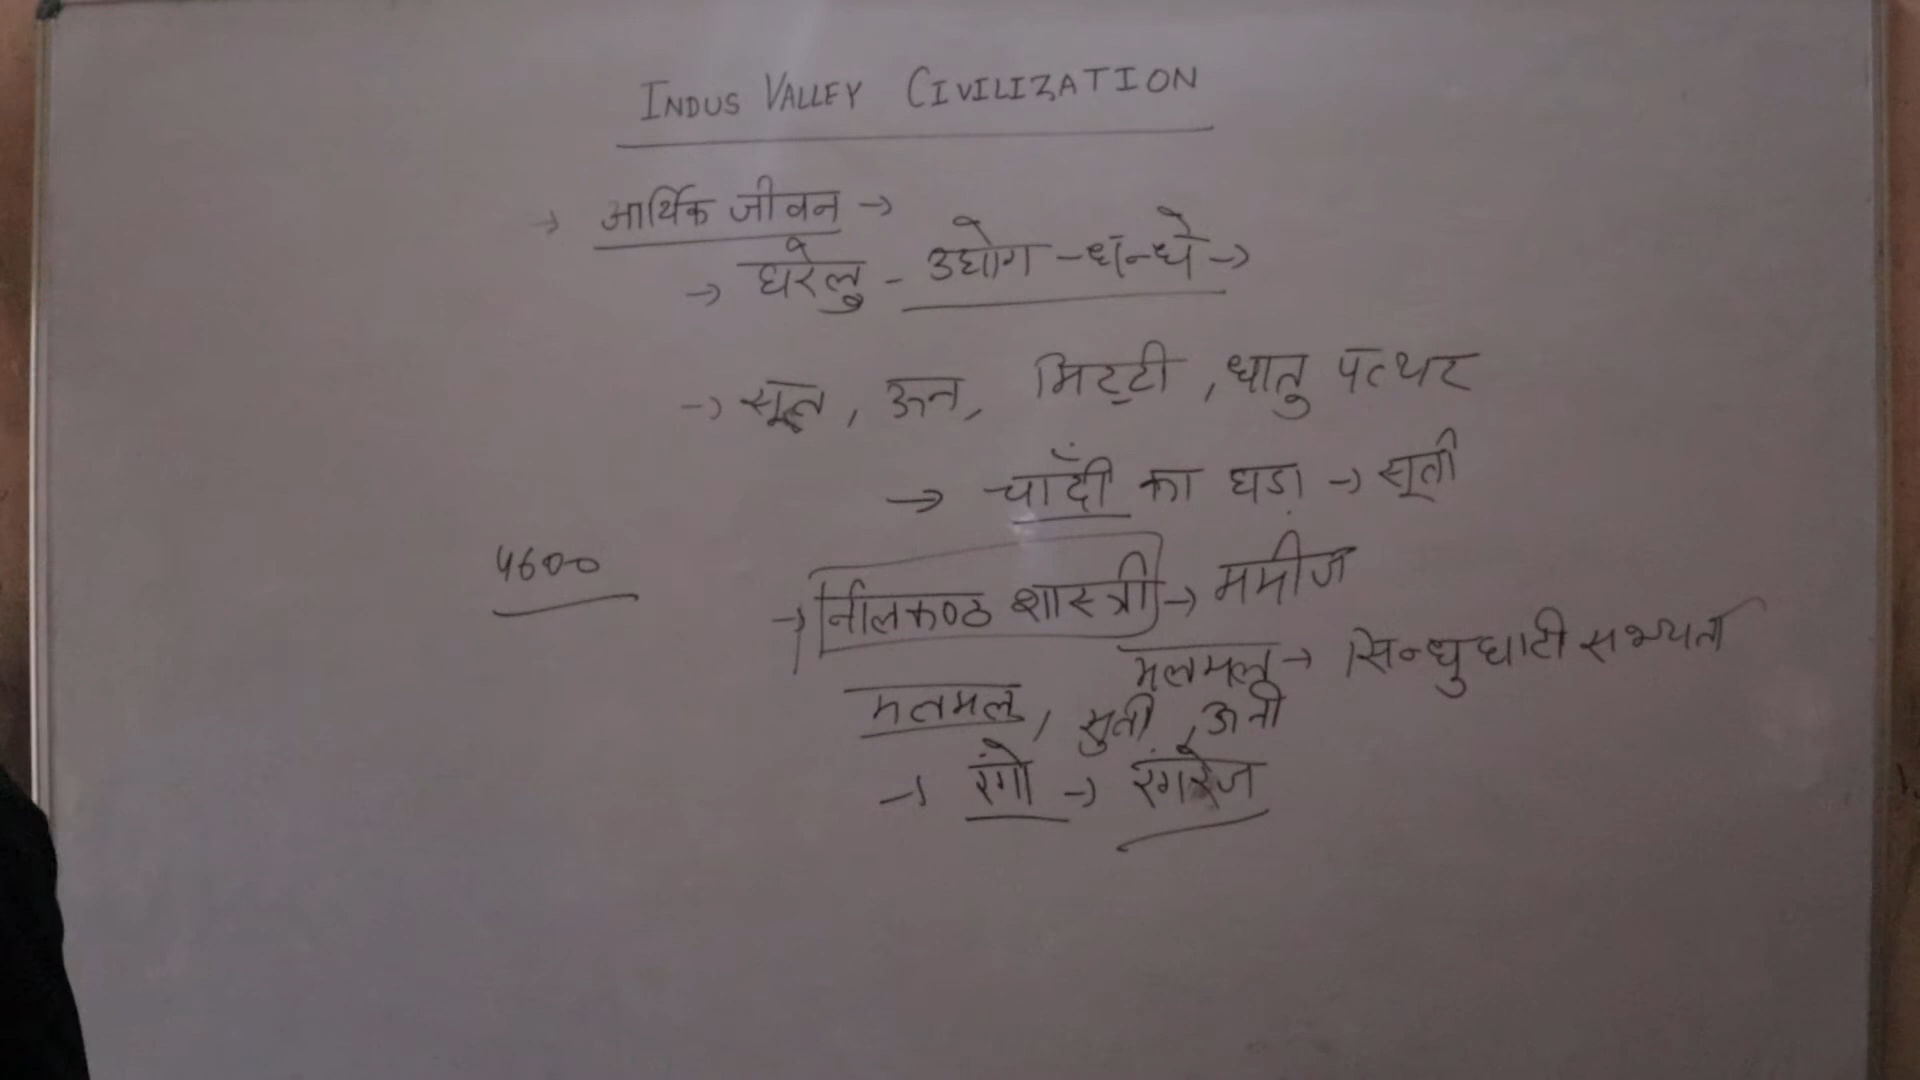 INDUS VALLEY CIVILIZATION
→ आर्थिक जीवन →
→ घरेलु - उद्योग - धन्धे →
→ सूत, ऊन, मिट्टी, धातु पत्थर
→ चाँदी का घड़ा → सूती
4600
→ निलकण्ठ शास्त्री → ममीज
मलमल → सिन्धु घाटी सभ्यता
मलमल, सुती, ऊनी
→ रंगो → रंगरेज